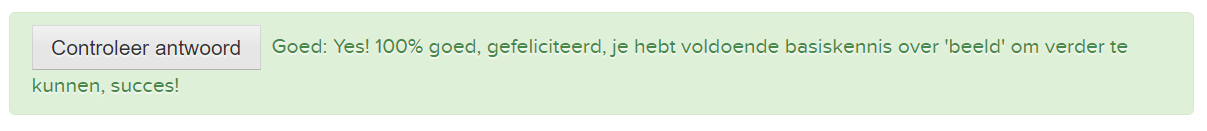 Controleer antwoord Goed: Yes! 100% goed, gefeliciteerd, je hebt voldoende basiskennis over 'beeld' om verder te
kunnen, succes!